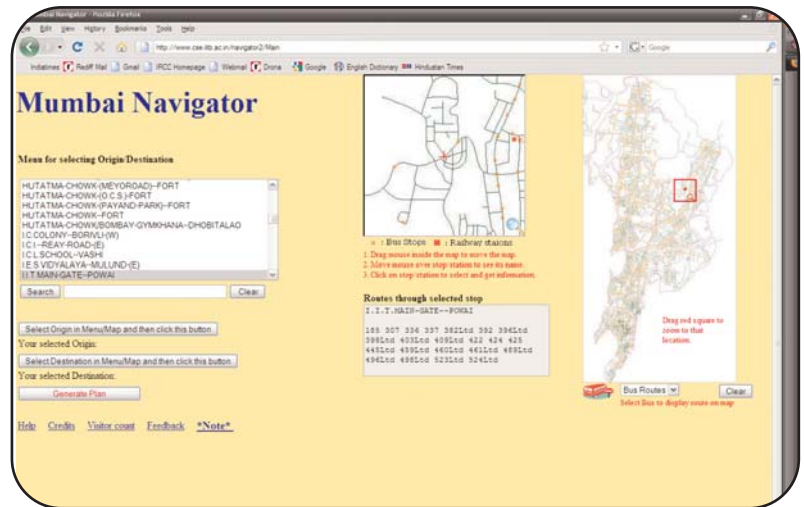 Mumbai Navigator - Mozilla Firefox
File Edit View History Bookmarks Tools Help
http://www.cse.iitb.ac.in/navigator2/Main
Google
Indiatimes Rediff Mail Gmail IRCC Homepage Webmail Drona Google English Dictionary Hindustan Times
Mumbai Navigator
Menu for selecting Origin/Destination
HUTATMA-CHOWK-(MEYOROAD)--FORT
HUTATMA-CHOWK-(O.C.S.)-FORT
HUTATMA-CHOWK-(PAYAND-PARK)--FORT
HUTATMA-CHOWK--FORT
HUTATMA-CHOWK/BOMBAY-GYMKHANA--DHOBITALAO
I.C.COLONY--BORIVLI-(W)
I.C.I.--REAY-ROAD-(E)
I.C.L.SCHOOL--VASHI
I.E.S.VIDYALAYA--MULUND-(E)
I.I.T.MAIN-GATE--POWAI
Search Clear
Select Origin in Menu/Map and then click this button
Your selected Origin:
Select Destination in Menu/Map and then click this button
Your selected Destination:
Generate Plan
Help Credits Visitor count Feedback *Note*
: Bus Stops : Railway staions
1. Drag mouse inside the map to move the map.
2. Move mouse over stop/station to see its name.
3. Click on stop/station to select and get information.
Routes through selected stop
I.I.T.MAIN-GATE--POWAI
185 307 336 337 382Ltd 392 396Ltd
398Ltd 403Ltd 409Ltd 422 424 425
445Ltd 459Ltd 460Ltd 461Ltd 489Ltd
496Ltd 498Ltd 523Ltd 524Ltd
Drag red square to
zoom to that
location.
Bus Routes Clear
Select Bus to display route on map